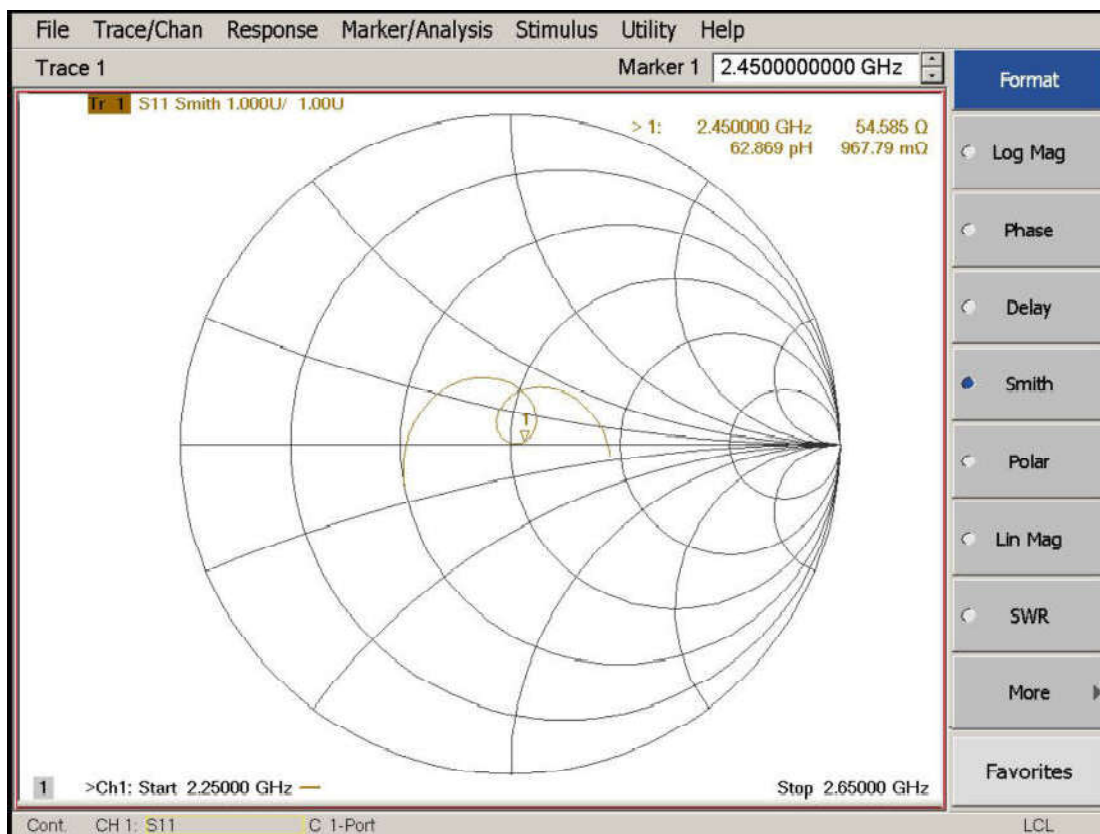 File Trace/Chan Response Marker/Analysis Stimulus Utility Help
Trace 1 Marker 1 2.4500000000 GHz
Tr 1 S11 Smith 1.000U/ 1.00U
> 1: 2.450000 GHz 54.585 Ω
62.869 pH 967.79 mΩ
1
1 >Ch1: Start 2.25000 GHz Stop 2.65000 GHz
Cont. CH 1: S11 C 1-Port LCL
Format
Log Mag
Phase
Delay
Smith
Polar
Lin Mag
SWR
More
Favorites